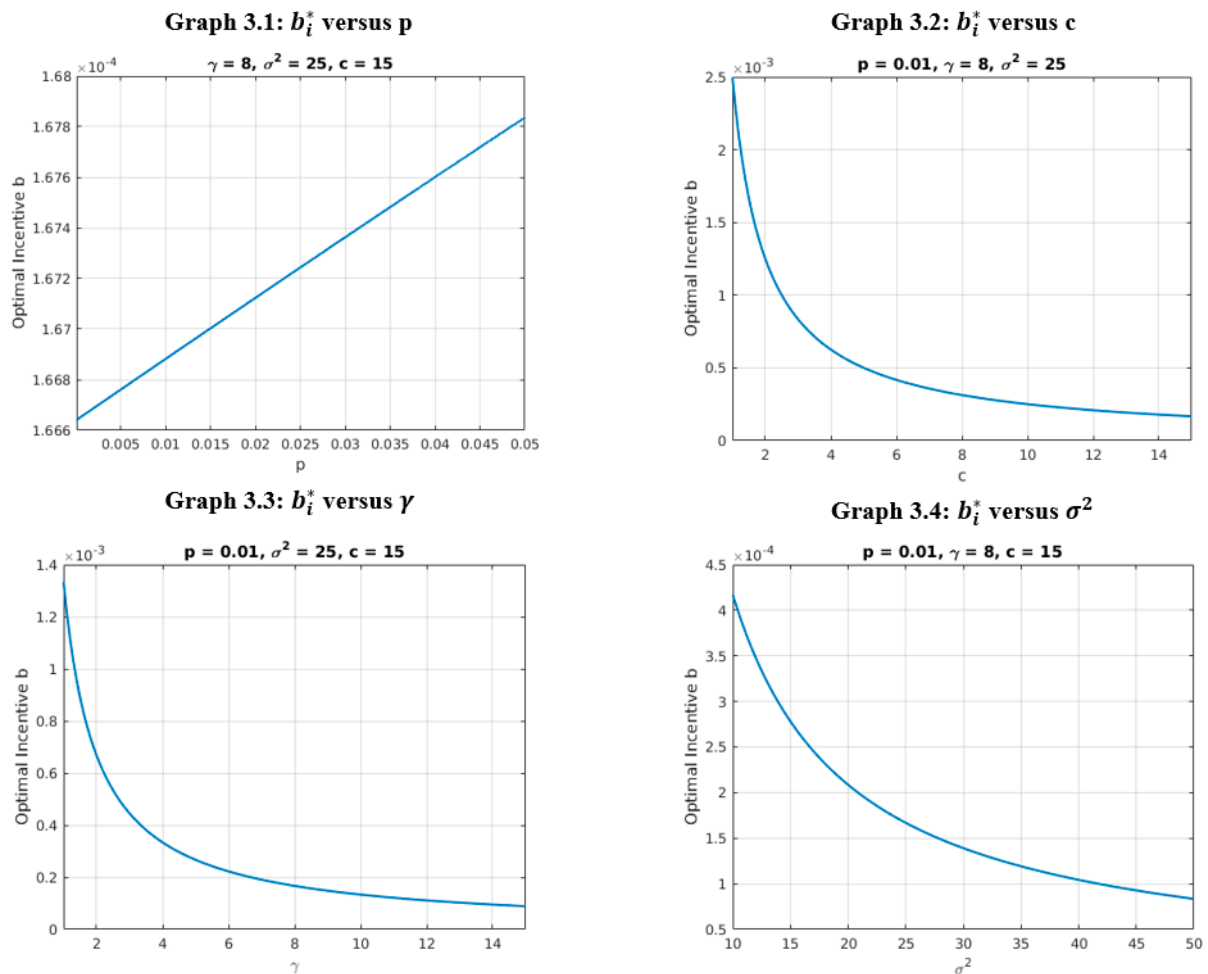 Graph 3.1: b_i^* versus p
×10⁻⁴
γ = 8, σ² = 25, c = 15
1.68
1.678
1.676
1.674
1.672
1.67
1.668
1.666
Optimal Incentive b
0.005 0.01 0.015 0.02 0.025 0.03 0.035 0.04 0.045 0.05
p
Graph 3.2: b_i^* versus c
×10⁻³
p = 0.01, γ = 8, σ² = 25
2.5
2
1.5
1
0.5
0
Optimal Incentive b
2 4 6 8 10 12 14
c
Graph 3.3: b_i^* versus γ
×10⁻³
p = 0.01, σ² = 25, c = 15
1.4
1.2
1
0.8
0.6
0.4
0.2
0
Optimal Incentive b
2 4 6 8 10 12 14
γ
Graph 3.4: b_i^* versus σ²
×10⁻⁴
p = 0.01, γ = 8, c = 15
4.5
4
3.5
3
2.5
2
1.5
1
0.5
Optimal Incentive b
10 15 20 25 30 35 40 45 50
σ²